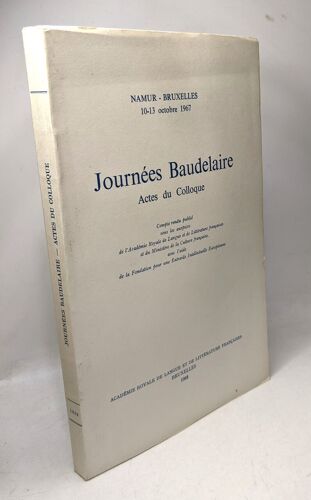 NAMUR - BRUXELLES
10-13 octobre 1967
Journées Baudelaire
Actes du Colloque
Compte rendu publié
sous les auspices
de l'Académie Royale de Langue et de Littérature françaises
et du Ministère de la Culture française,
avec l'aide
de la Fondation pour une Entraide Intellectuelle Européenne
ACADÉMIE ROYALE DE LANGUE ET DE LITTÉRATURE FRANÇAISES
BRUXELLES
1968
JOURNÉES BAUDELAIRE — ACTES DU COLLOQUE
1968